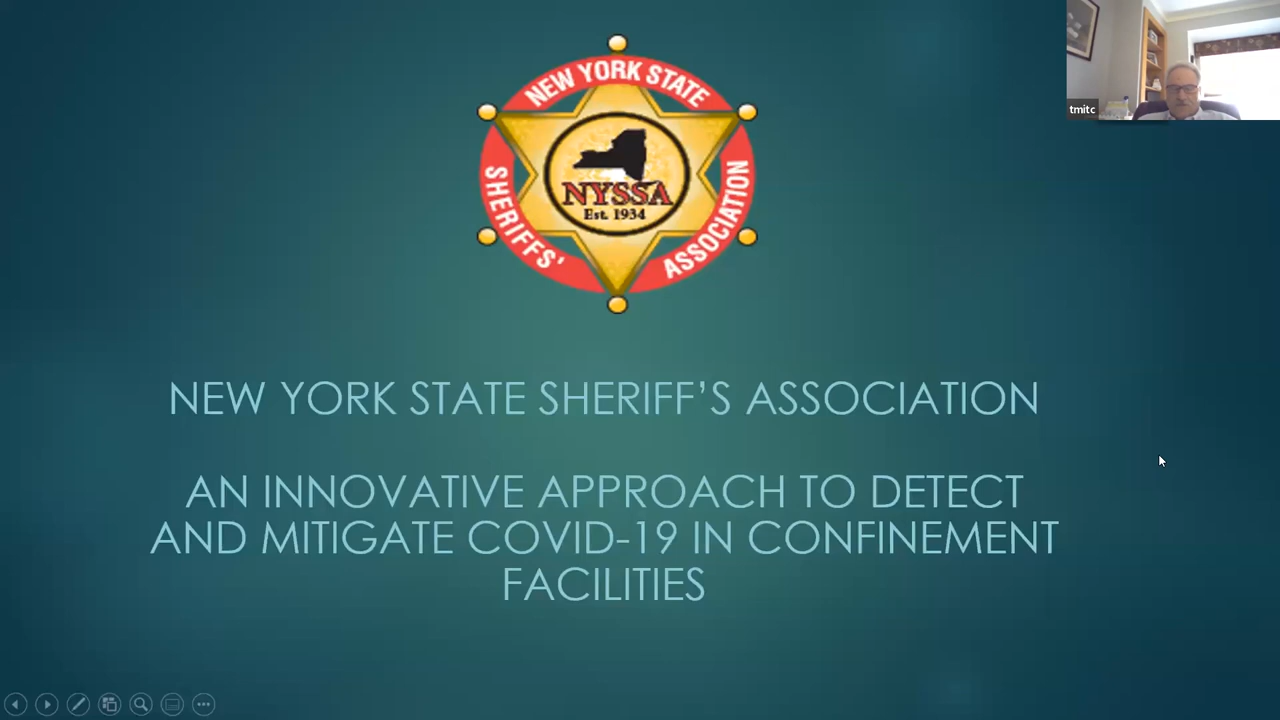 NEW YORK STATE
SHERIFFS'
ASSOCIATION
NYSSA
Est. 1934
tmitc
NEW YORK STATE SHERIFF’S ASSOCIATION
AN INNOVATIVE APPROACH TO DETECT
AND MITIGATE COVID-19 IN CONFINEMENT
FACILITIES